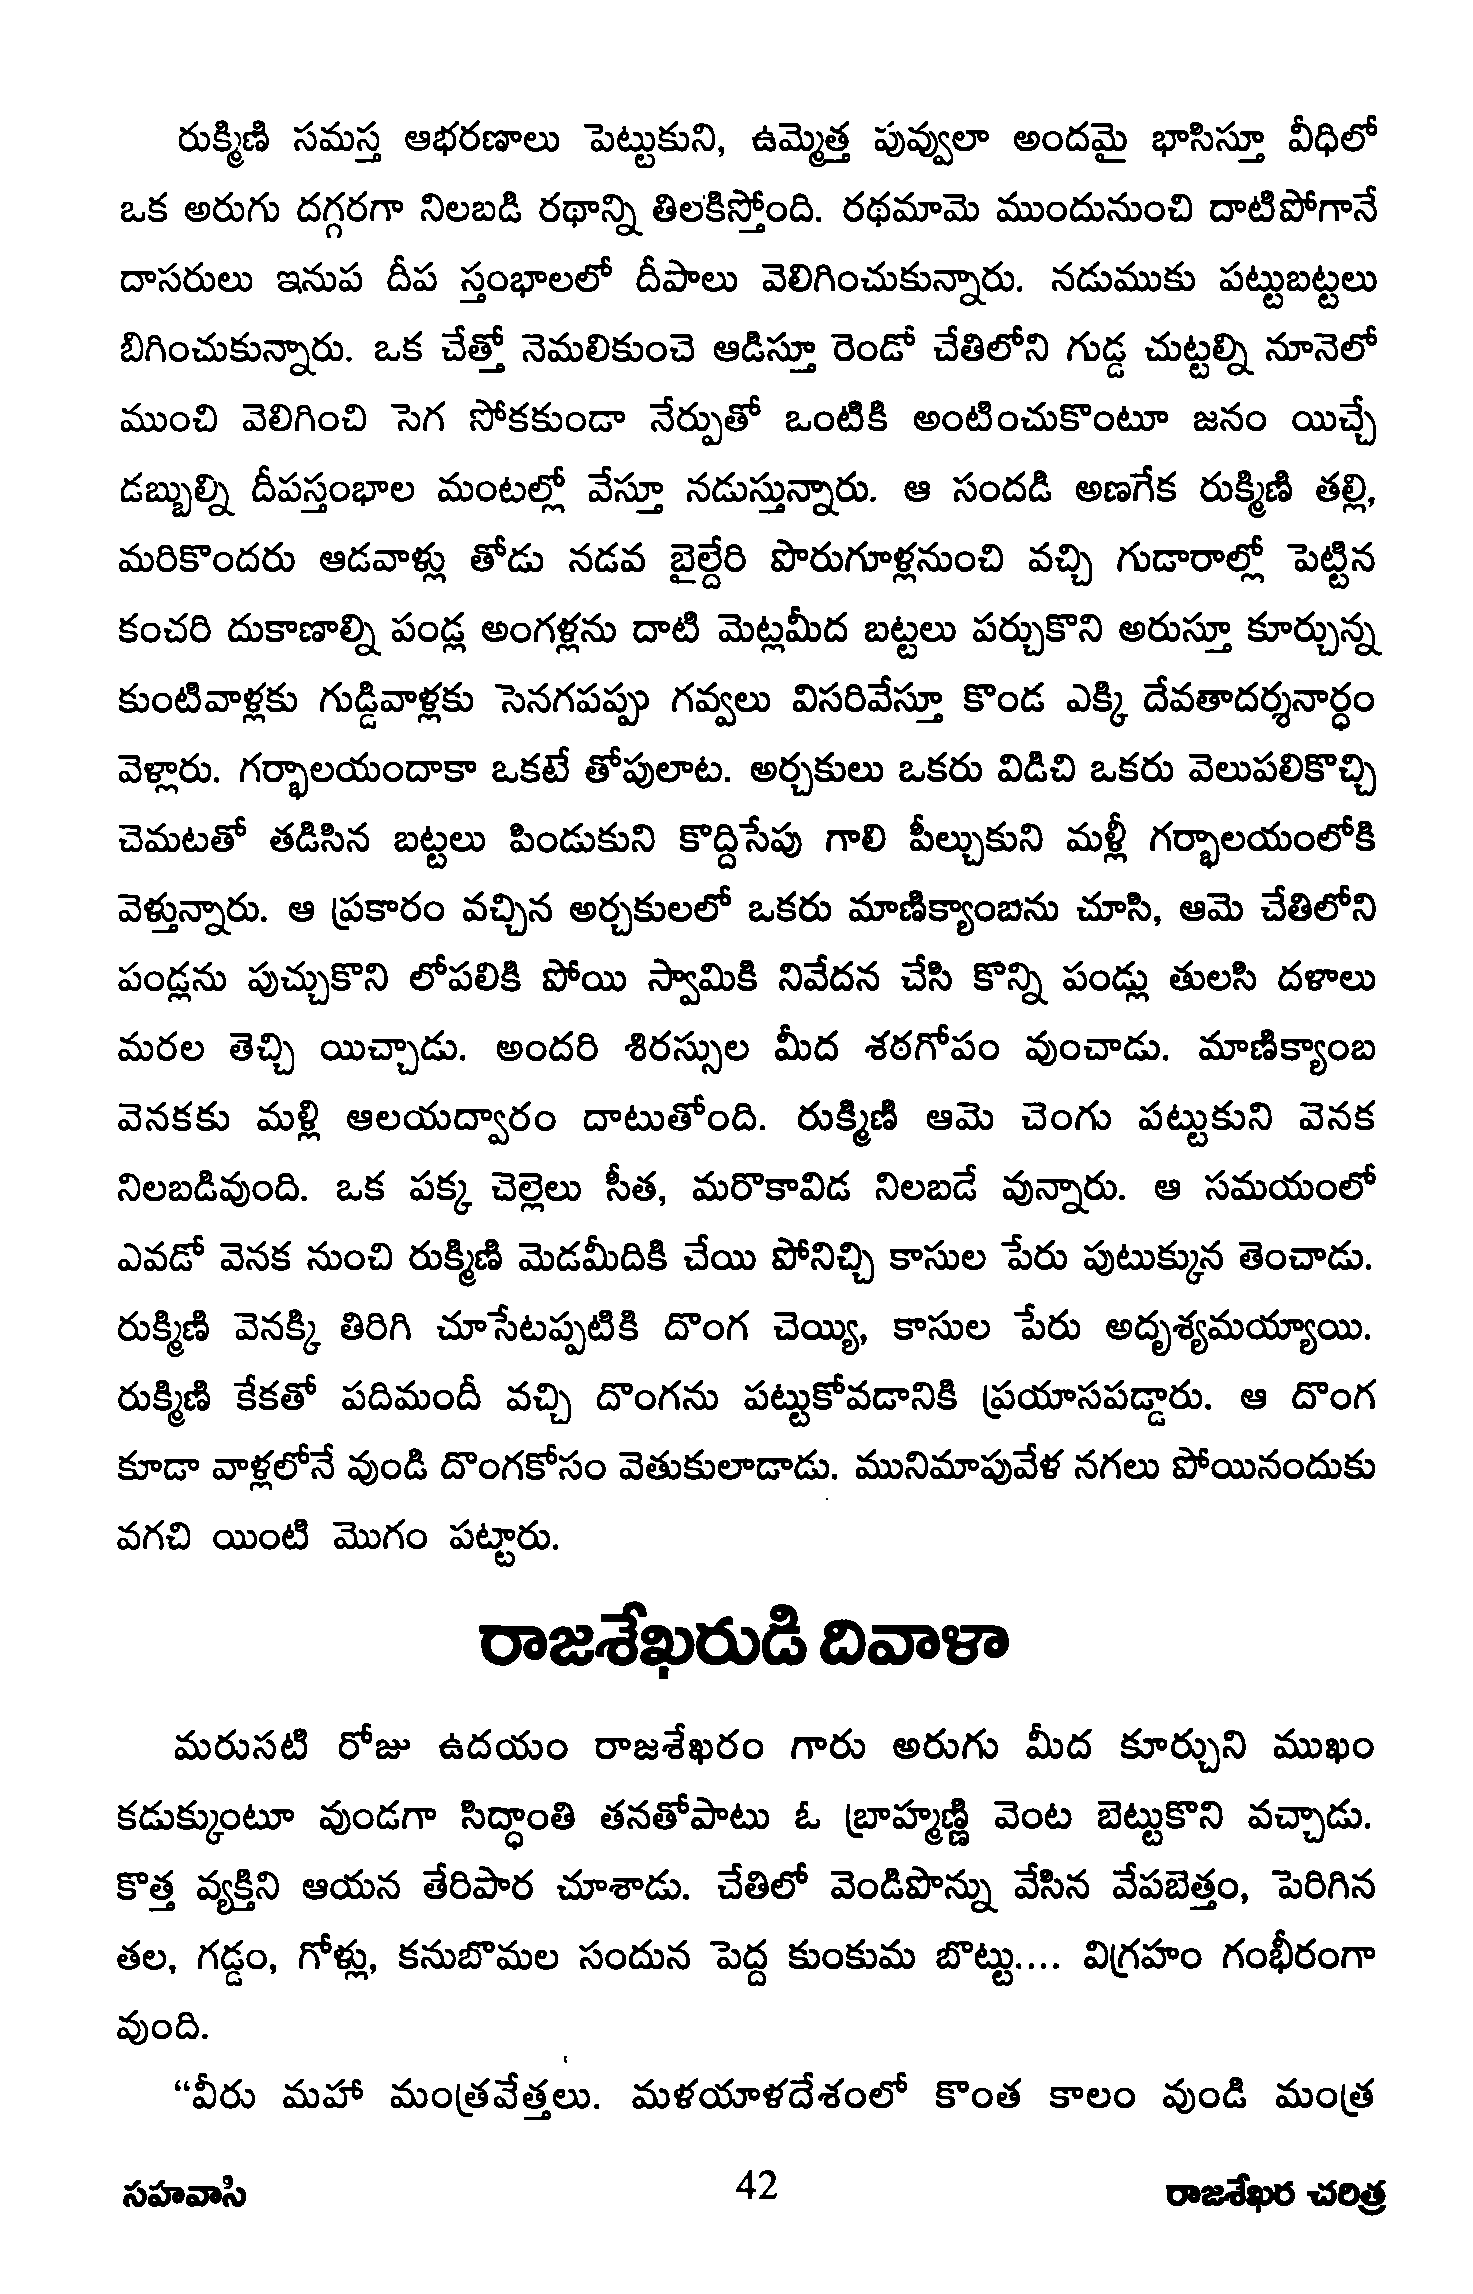 రుక్మిణి సమస్త ఆభరణాలు పెట్టుకుని, ఉమ్మెత్త పువ్వులా అందమై భాసిస్తూ వీధిలో
ఒక అరుగు దగ్గరగా నిలబడి రథాన్ని తిలకిస్తోంది. రథమామె ముందునుంచి దాటిపోగానే
దాసరులు ఇనుప దీప స్తంభాలలో దీపాలు వెలిగించుకున్నారు. నడుముకు పట్టుబట్టలు
బిగించుకున్నారు. ఒక చేత్తో నెమలికుంచె ఆడిస్తూ రెండో చేతిలోని గుడ్డ చుట్టల్ని నూనెలో
ముంచి వెలిగించి సెగ సోకకుండా నేర్పుతో ఒంటికి అంటించుకొంటూ జనం యిచ్చే
డబ్బుల్ని దీపస్తంభాల మంటల్లో వేస్తూ నడుస్తున్నారు. ఆ సందడి అణగేక రుక్మిణి తల్లి,
మరికొందరు ఆడవాళ్లు తోడు నడవ బైల్దేరి పొరుగూళ్లనుంచి వచ్చి గుడారాల్లో పెట్టిన
కంచరి దుకాణాల్ని పండ్ల అంగళ్లను దాటి మెట్లమీద బట్టలు పర్చుకొని అరుస్తూ కూర్చున్న
కుంటివాళ్లకు గుడ్డివాళ్లకు సెనగపప్పు గవ్వలు విసరివేస్తూ కొండ ఎక్కి దేవతాదర్శనార్ధం
వెళ్లారు. గర్భాలయందాకా ఒకటే తోపులాట. అర్చకులు ఒకరు విడిచి ఒకరు వెలుపలికొచ్చి
చెమటతో తడిసిన బట్టలు పిండుకుని కొద్దిసేపు గాలి పీల్చుకుని మళ్లీ గర్భాలయంలోకి
వెళ్తున్నారు. ఆ ప్రకారం వచ్చిన అర్చకులలో ఒకరు మాణిక్యాంబను చూసి, ఆమె చేతిలోని
పండ్లను పుచ్చుకొని లోపలికి పోయి స్వామికి నివేదన చేసి కొన్ని పండ్లు తులసి దళాలు
మరల తెచ్చి యిచ్చాడు. అందరి శిరస్సుల మీద శఠగోపం వుంచాడు. మాణిక్యాంబ
వెనకకు మళ్లి ఆలయద్వారం దాటుతోంది. రుక్మిణి ఆమె చెంగు పట్టుకుని వెనక
నిలబడివుంది. ఒక పక్క చెల్లెలు సీత, మరొకావిడ నిలబడే వున్నారు. ఆ సమయంలో
ఎవడో వెనక నుంచి రుక్మిణి మెడమీదికి చేయి పోనిచ్చి కాసుల పేరు పుటుక్కున తెంచాడు.
రుక్మిణి వెనక్కి తిరిగి చూసేటప్పటికి దొంగ చెయ్యి, కాసుల పేరు అదృశ్యమయ్యాయి.
రుక్మిణి కేకతో పదిమందీ వచ్చి దొంగను పట్టుకోవడానికి ప్రయాసపడ్డారు. ఆ దొంగ
కూడా వాళ్లలోనే వుండి దొంగకోసం వెతుకులాడాడు. మునిమాపువేళ నగలు పోయినందుకు
వగచి యింటి మొగం పట్టారు.
రాజశేఖరుడి దివాళా
మరుసటి రోజు ఉదయం రాజశేఖరం గారు అరుగు మీద కూర్చుని ముఖం
కడుక్కుంటూ వుండగా సిద్ధాంతి తనతోపాటు ఓ బ్రాహ్మణ్ణి వెంట బెట్టుకొని వచ్చాడు.
కొత్త వ్యక్తిని ఆయన తేరిపార చూశాడు. చేతిలో వెండిపొన్ను వేసిన వేపబెత్తం, పెరిగిన
తల, గడ్డం, గోళ్లు, కనుబొమల సందున పెద్ద కుంకుమ బొట్టు.... విగ్రహం గంభీరంగా
వుంది.
“వీరు మహా మంత్రవేత్తలు. మళయాళదేశంలో కొంత కాలం వుండి మంత్ర
సహవాసి 42 రాజశేఖర చరిత్ర